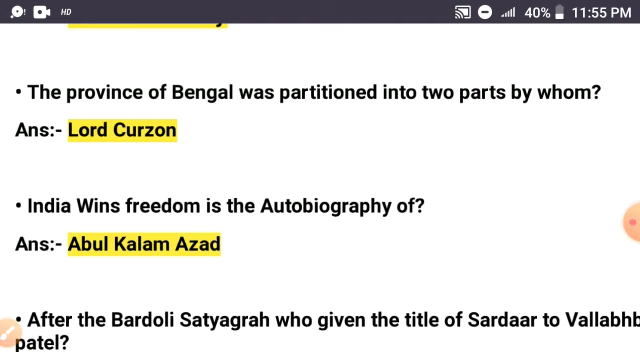 HD 40% 11:55 PM
• The province of Bengal was partitioned into two parts by whom?
Ans:- Lord Curzon
• India Wins freedom is the Autobiography of?
Ans:- Abul Kalam Azad
• After the Bardoli Satyagrah who given the title of Sardaar to Vallabhb
patel?